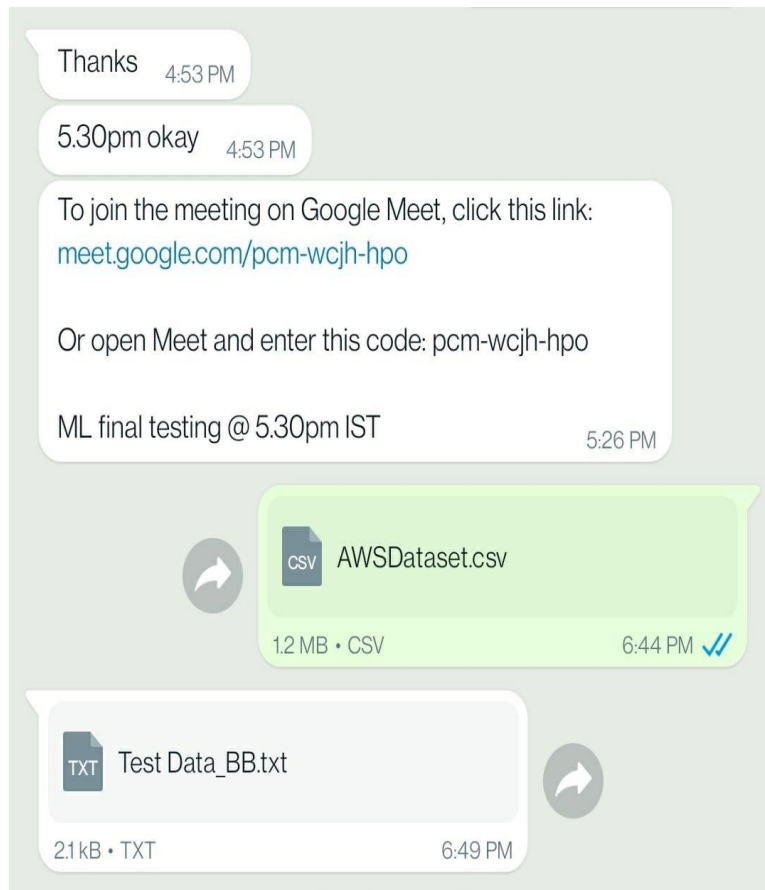 Thanks 4:53 PM
5.30pm okay 4:53 PM
To join the meeting on Google Meet, click this link:
meet.google.com/pcm-wcjh-hpo
Or open Meet and enter this code: pcm-wcjh-hpo
ML final testing @ 5.30pm IST
5:26 PM
CSV AWSDataset.csv
1.2 MB • CSV 6:44 PM
TXT Test Data_BB.txt
2.1 kB • TXT 6:49 PM